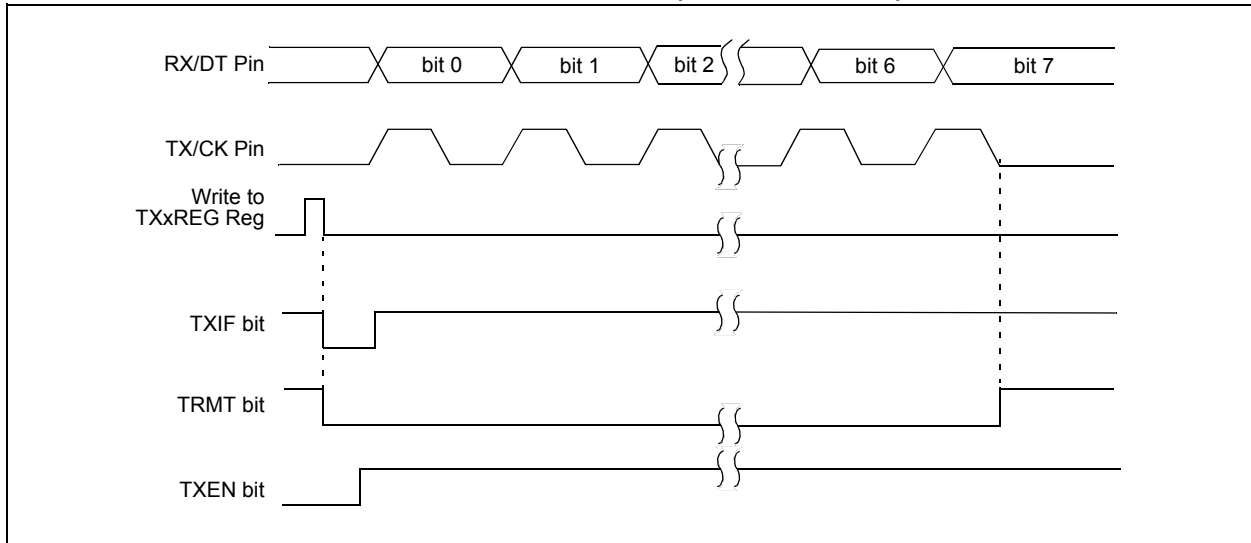 RX/DT Pin
bit 0 bit 1 bit 2 bit 6 bit 7
TX/CK Pin
Write to
TXxREG Reg
TXIF bit
TRMT bit
TXEN bit